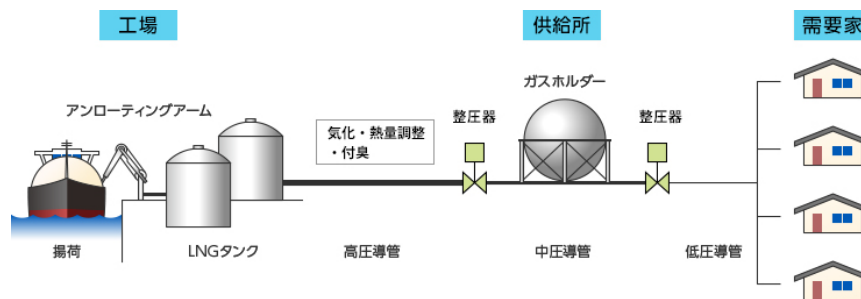 工場
供給所
需要家
アンローティングアーム
ガスホルダー
整圧器
整圧器
気化・熱量調整
・付臭
揚荷
LNGタンク
高圧導管
中圧導管
低圧導管